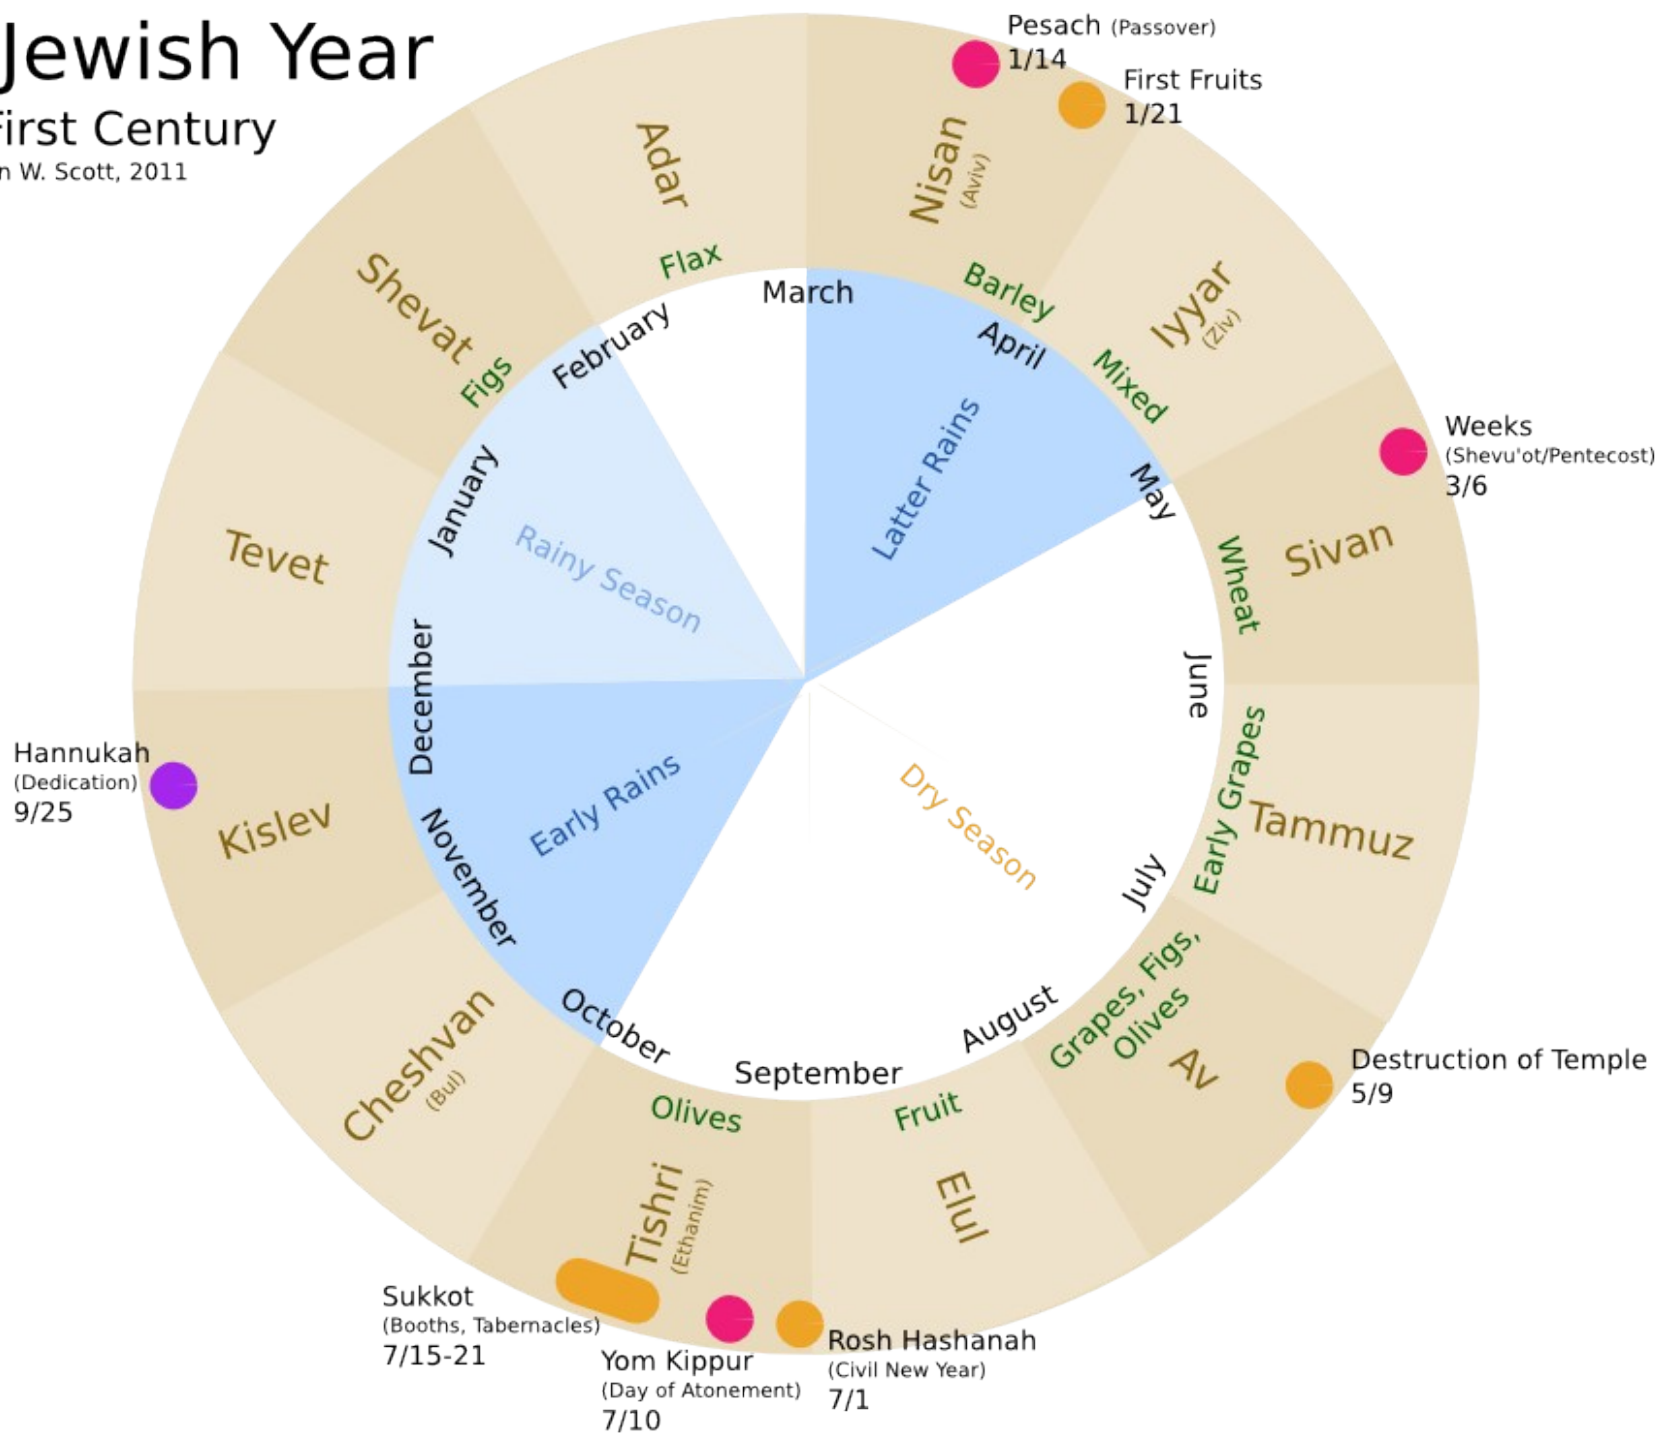 Jewish Year
First Century
n W. Scott, 2011
Pesach (Passover)
1/14
First Fruits
1/21
Nisan
(Aviv)
Barley
Iyyar
(Ziv)
Mixed
Weeks
(Shevu'ot/Pentecost)
3/6
Sivan
Wheat
Tammuz
Early Grapes
Av
Grapes, Figs,
Olives
Destruction of Temple
5/9
Elul
Fruit
Tishri
(Ethanim)
Olives
Rosh Hashanah
(Civil New Year)
7/1
Yom Kippur
(Day of Atonement)
7/10
Sukkot
(Booths, Tabernacles)
7/15-21
Cheshvan
(Bul)
Kislev
Hannukah
(Dedication)
9/25
Tevet
Shevat
Figs
Adar
Flax
March
April
May
June
July
August
September
October
November
December
January
February
Latter Rains
Dry Season
Early Rains
Rainy Season